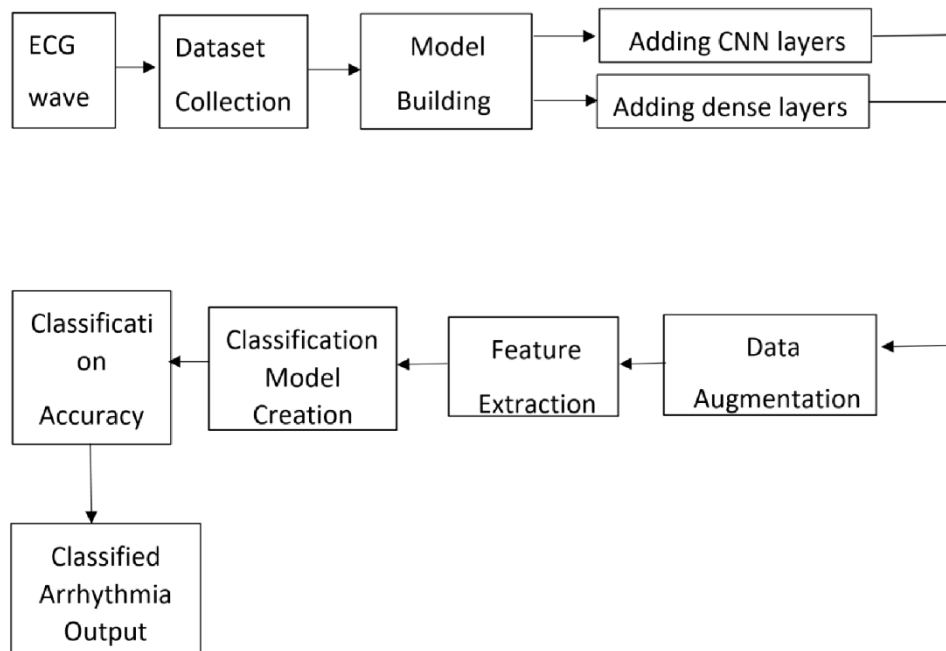 ECG
wave
Dataset
Collection
Model
Building
Adding CNN layers
Adding dense layers
Data
Augmentation
Feature
Extraction
Classification
Model
Creation
Classificati
on
Accuracy
Classified
Arrhythmia
Output